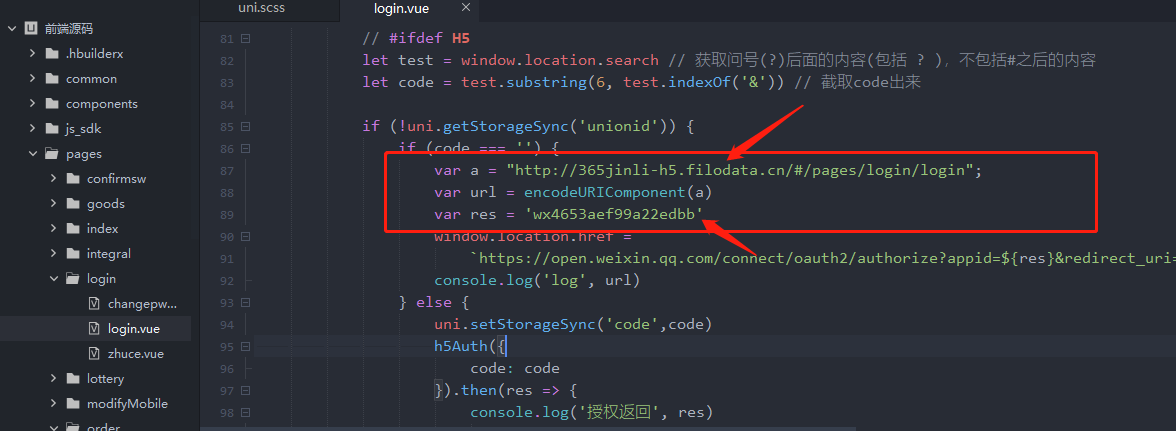 uni.scss
login.vue
前端源码
.hbuilderx
common
components
js_sdk
pages
confirmsw
goods
index
integral
login
changepw...
login.vue
zhuce.vue
lottery
modifyMobile
order
81 // #ifdef H5
82 let test = window.location.search // 获取问号(?)后面的内容(包括 ? ), 不包括#之后的内容
83 let code = test.substring(6, test.indexOf('&')) // 截取code出来
84
85 if (!uni.getStorageSync('unionid')) {
86 if (code === '') {
87 var a = "http://365jinli-h5.filodata.cn/#/pages/login/login";
88 var url = encodeURIComponent(a)
89 var res = 'wx4653aef99a22edbb'
90 window.location.href =
91 `https://open.weixin.qq.com/connect/oauth2/authorize?appid=${res}&redirect_uri=
92 console.log('log', url)
93 } else {
94 uni.setStorageSync('code',code)
95 h5Auth({
96 code: code
97 }).then(res => {
98 console.log('授权返回', res)